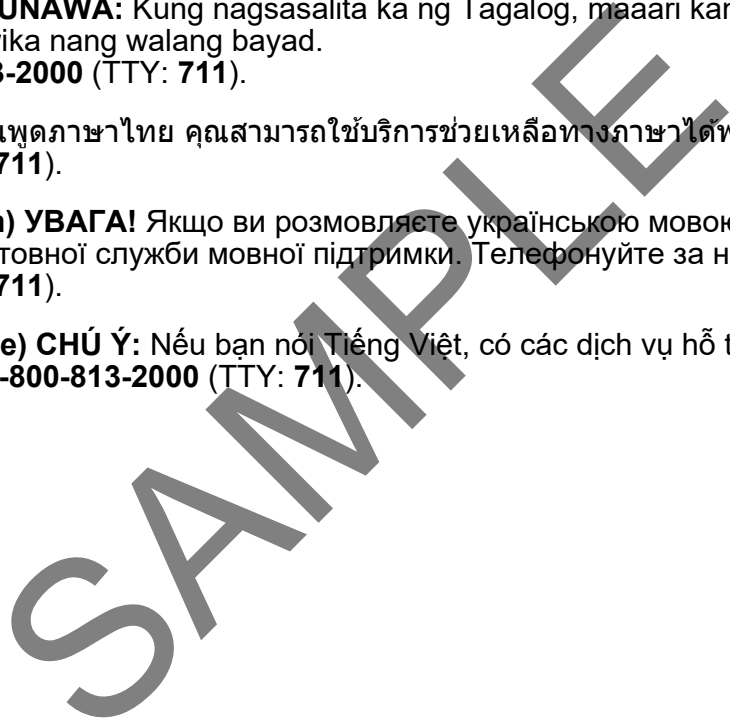 UNAWA: Kung nagsasalita ka ng Tagalog, maaari kan
ika nang walang bayad.
3-2000 (TTY: 711).
นพูดภาษาไทย คุณสามารถใช้บริการช่วยเหลือทางภาษาได้ฟ
711).
n) УВАГА! Якщо ви розмовляєте українською мовою
товної служби мовної підтримки. Телефонуйте за н
711).
e) CHÚ Ý: Nếu bạn nói Tiếng Việt, có các dịch vụ hỗ t
-800-813-2000 (TTY: 711).
SAMPLE